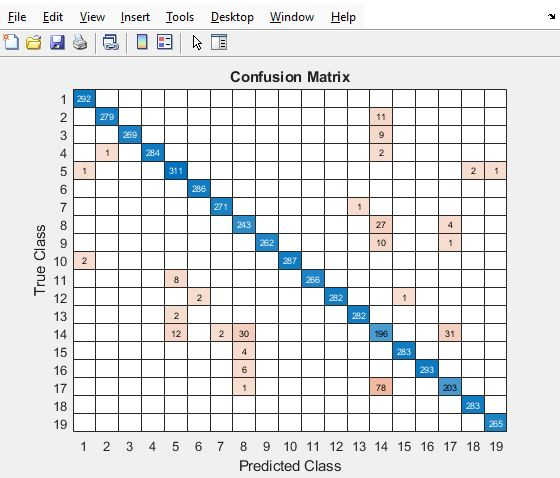 File Edit View Insert Tools Desktop Window Help
Confusion Matrix
True Class
1 292
2 279 11
3 269 9
4 1 284 2
5 1 311 2 1
6 286
7 271 1
8 243 27 4
9 262 10 1
10 2 287
11 8 266
12 2 282 1
13 2 282
14 12 2 30 196 31
15 4 283
16 6 293
17 1 78 203
18 283
19 265
1 2 3 4 5 6 7 8 9 10 11 12 13 14 15 16 17 18 19
Predicted Class